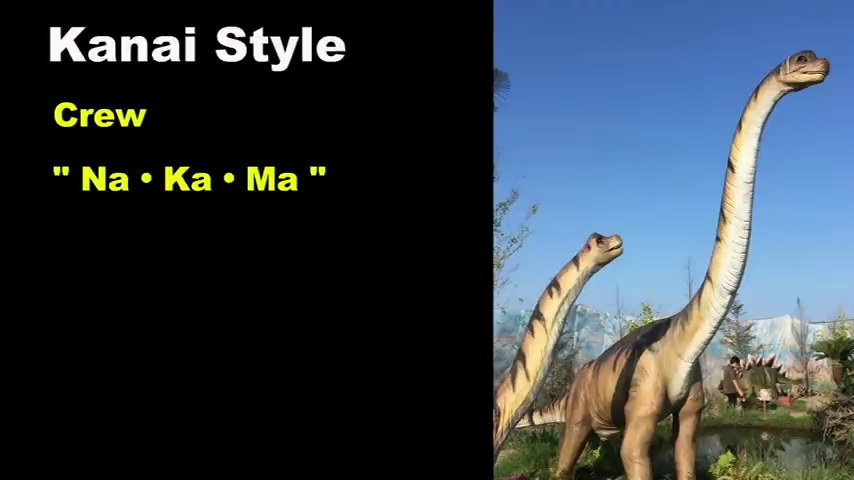 Kanai Style
Crew
" Na • Ka • Ma "